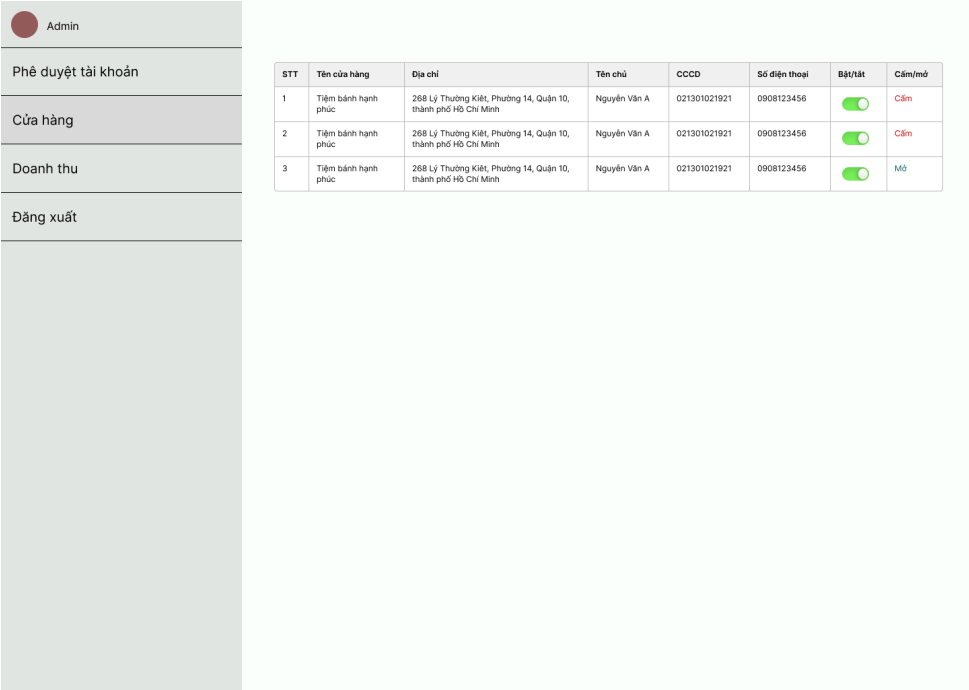 Admin
Phê duyệt tài khoản
Cửa hàng
Doanh thu
Đăng xuất
STT Tên cửa hàng Địa chỉ Tên chủ CCCD Số điện thoại Bật/tắt Cấm/mở
1 Tiệm bánh hạnh 268 Lý Thường Kiêt, Phường 14, Quận 10, Nguyễn Văn A 021301021921 0908123456 Cấm
phúc thành phố Hồ Chí Minh
2 Tiệm bánh hạnh 268 Lý Thường Kiêt, Phường 14, Quận 10, Nguyễn Văn A 021301021921 0908123456 Cấm
phúc thành phố Hồ Chí Minh
3 Tiệm bánh hạnh 268 Lý Thường Kiêt, Phường 14, Quận 10, Nguyễn Văn A 021301021921 0908123456 Mở
phúc thành phố Hồ Chí Minh